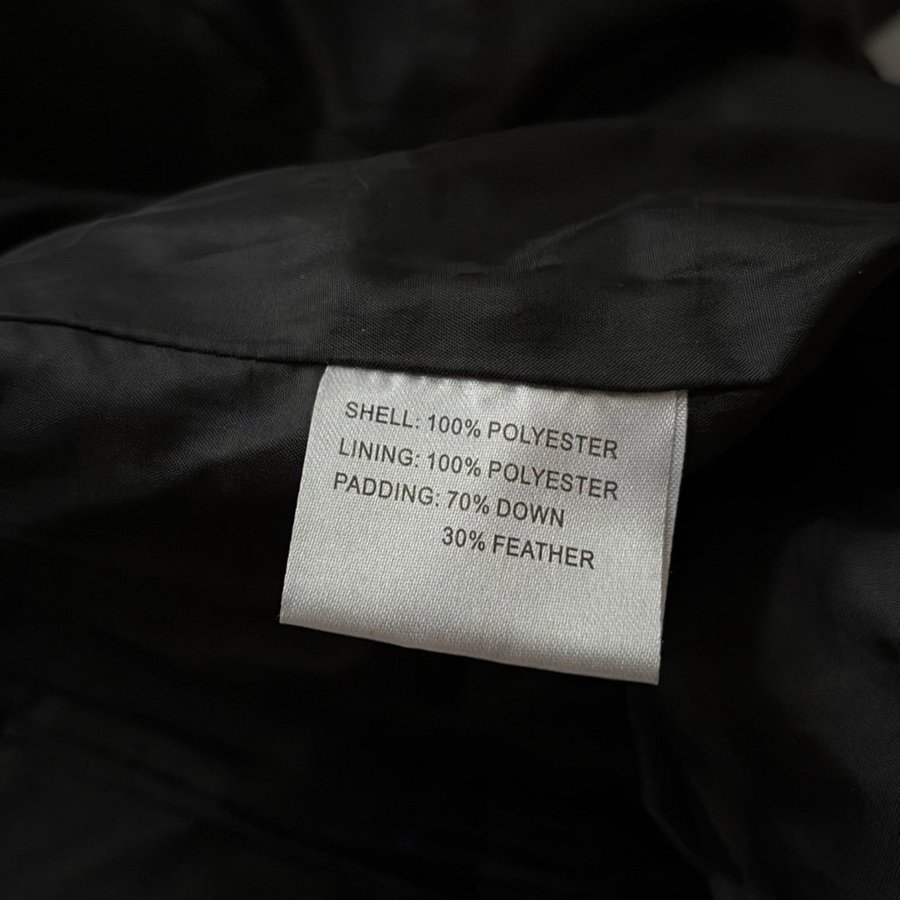 SHELL: 100% POLYESTER
LINING: 100% POLYESTER
PADDING: 70% DOWN
30% FEATHER